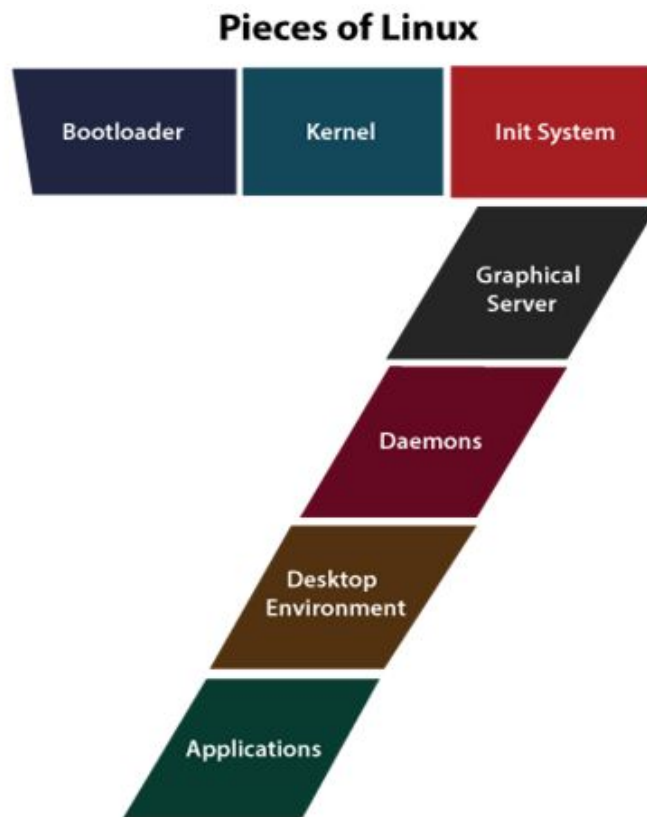 Pieces of Linux
Bootloader
Kernel
Init System
Graphical
Server
Daemons
Desktop
Environment
Applications